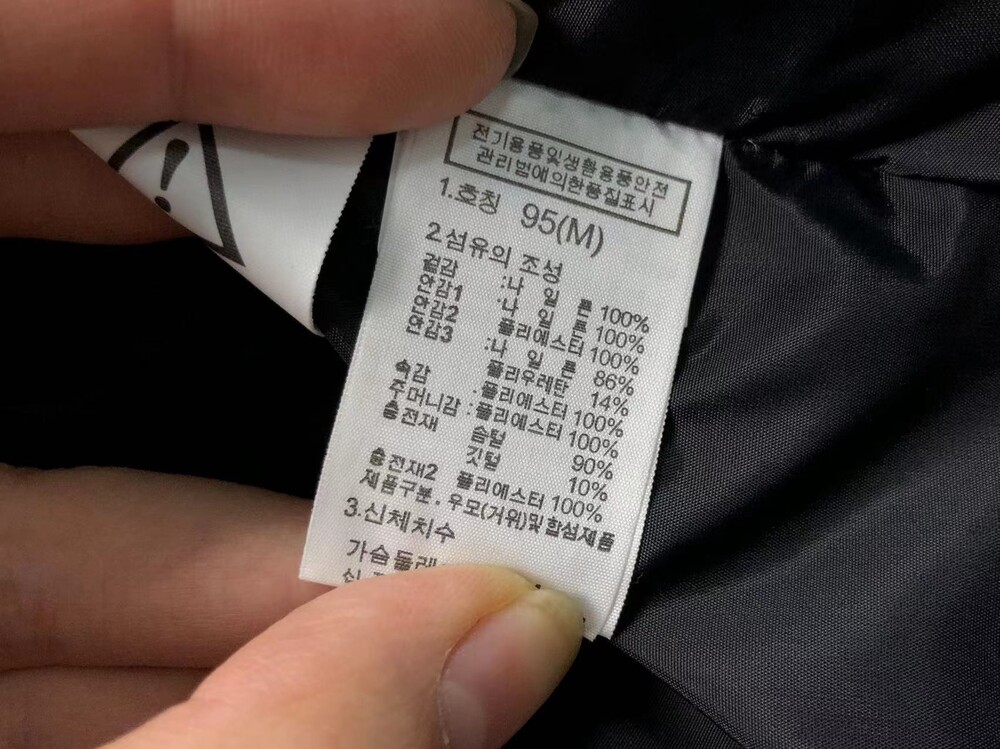 전기용품및생활용품안전
관리법에의한품질표시
1.호칭 95(M)
2 섬유의 조성
겉감 :나 일 론 100%
안감1 :나 일 론 100%
안감2 폴리에스터 100%
안감3 :나 일 론 86%
폴리우레탄 14%
속감 :폴리에스터 100%
주머니감 :폴리에스터 100%
충전재 솜털 90%
깃털 10%
충전재2 폴리에스터 100%
제품구분. 우모(거위)및합섬제품
3.신체치수
가슴둘레